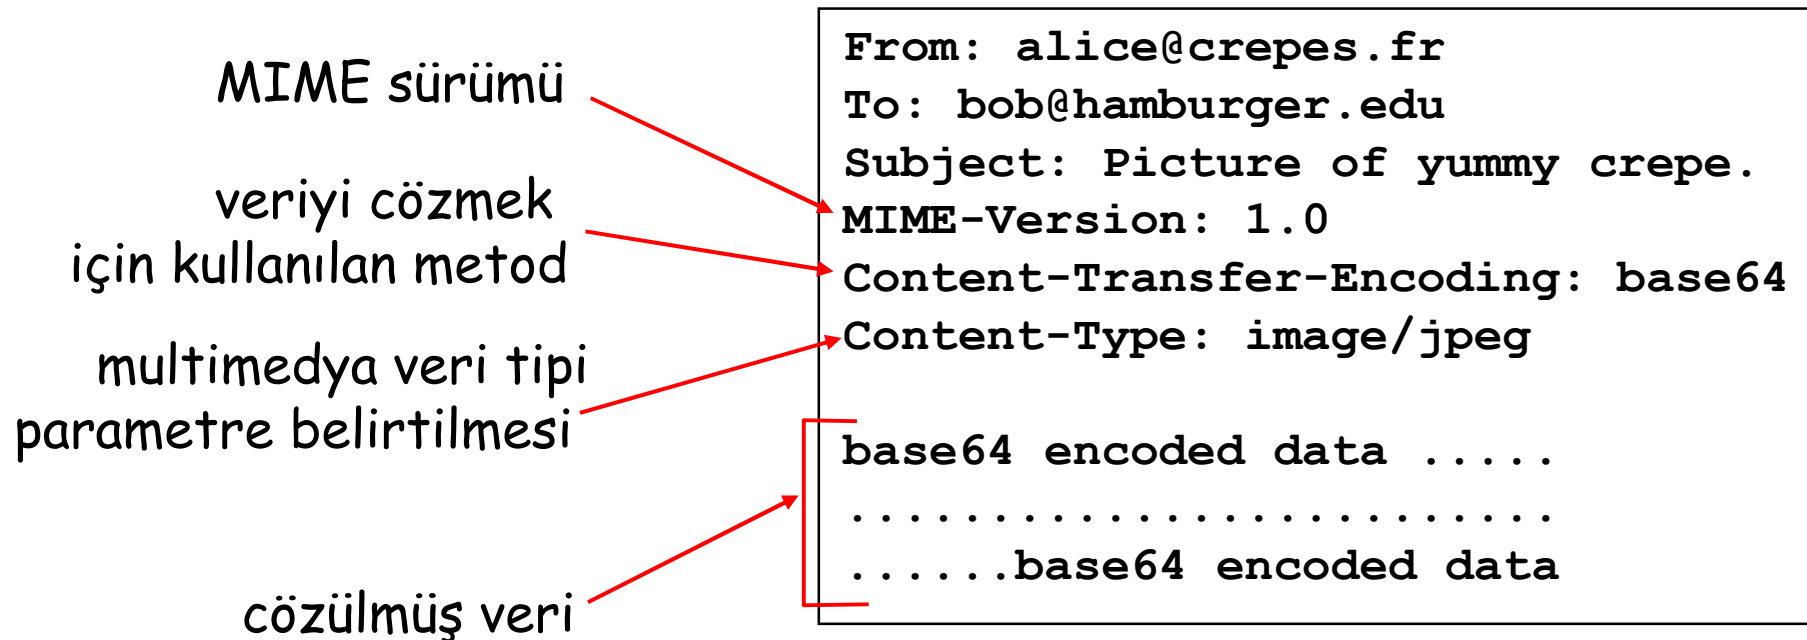 MIME sürümü
veriyi cözmek
için kullanılan metod
multimedya veri tipi
parametre belirtilmesi
cözülmüş veri
From: alice@crepes.fr
To: bob@hamburger.edu
Subject: Picture of yummy crepe.
MIME-Version: 1.0
Content-Transfer-Encoding: base64
Content-Type: image/jpeg
base64 encoded data .....
.........................
......base64 encoded data